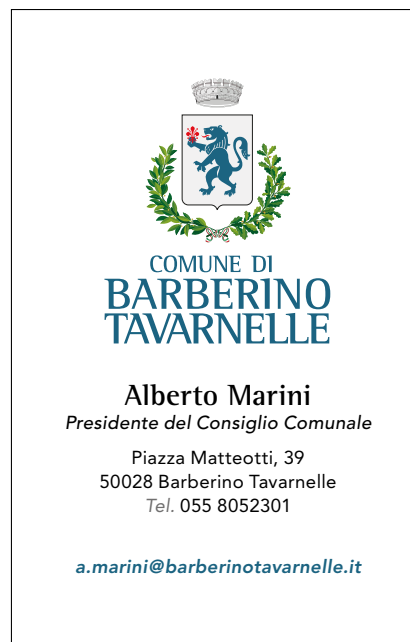 COMUNE DI
BARBERINO
TAVARNELLE
Alberto Marini
Presidente del Consiglio Comunale
Piazza Matteotti, 39
50028 Barberino Tavarnelle
Tel. 055 8052301
a.marini@barberinotavarnelle.it